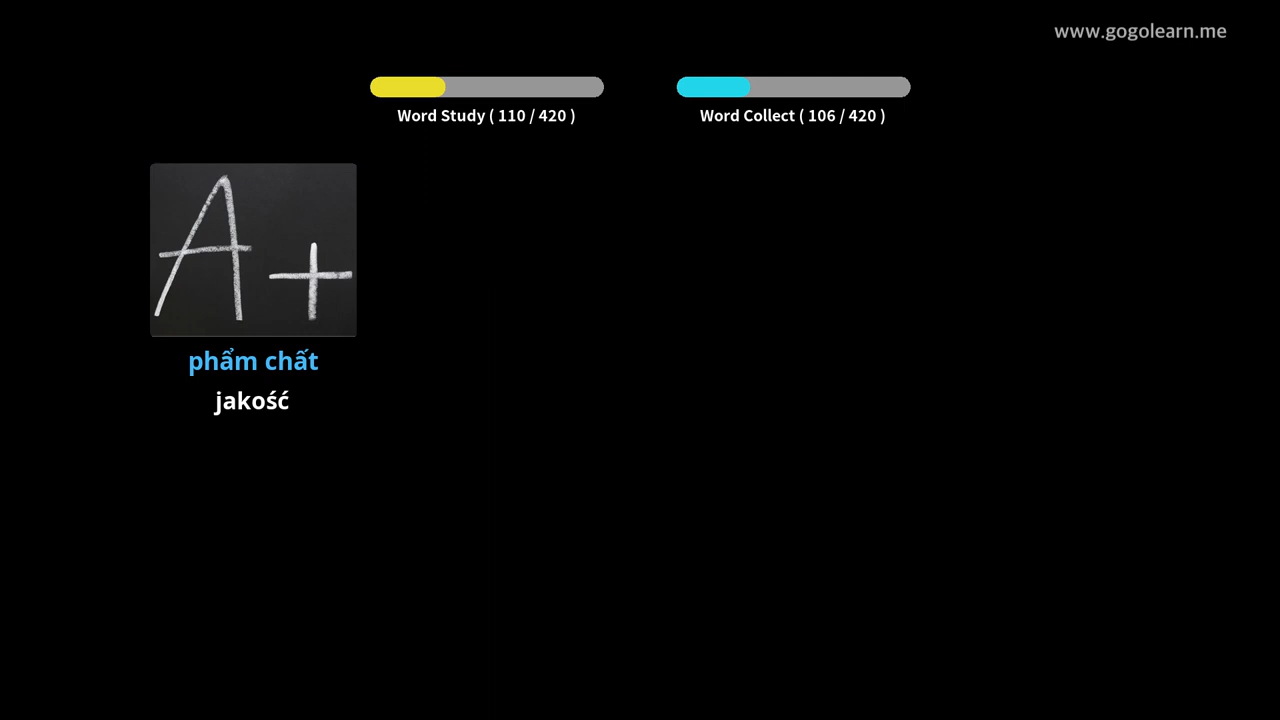 www.gogolearn.me
Word Study ( 110 / 420 )
Word Collect ( 106 / 420 )
A+
phẩm chất
jakość